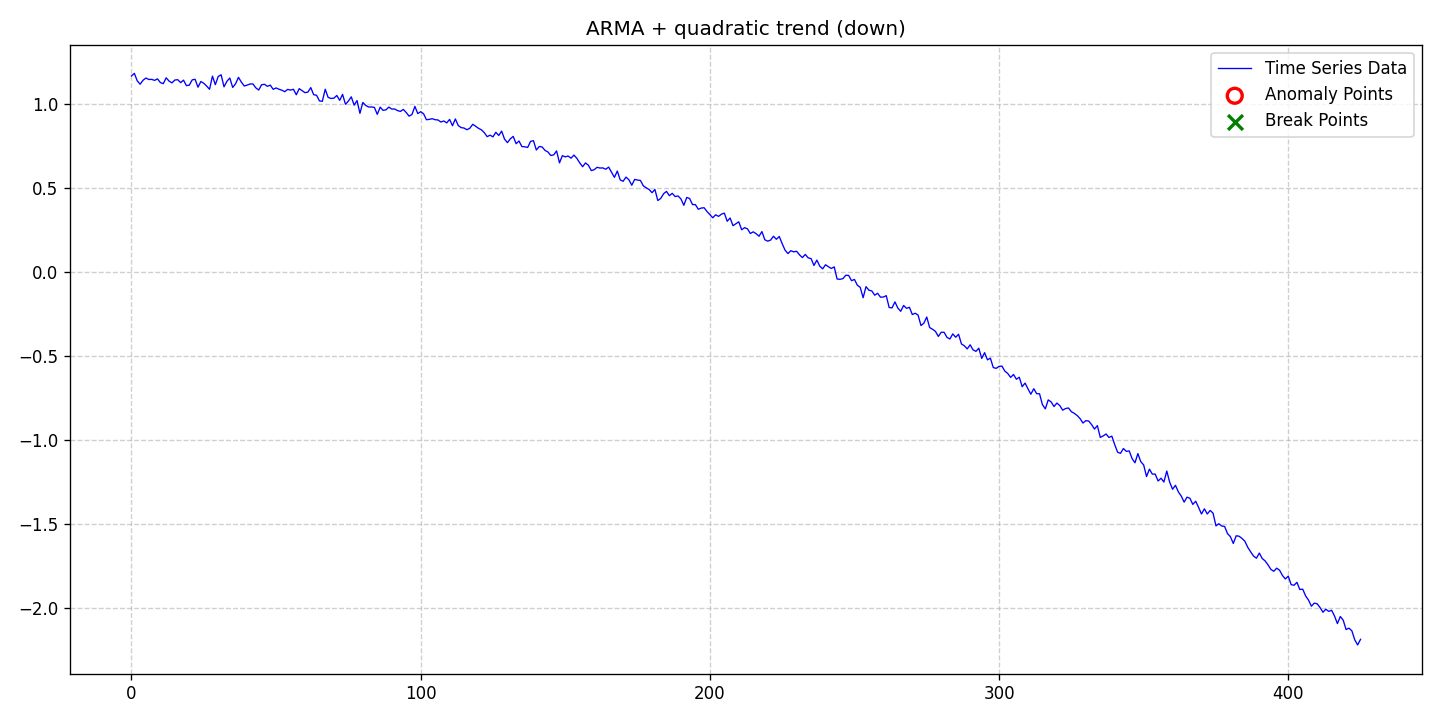 ARMA + quadratic trend (down)
Time Series Data
Anomaly Points
Break Points
1.0
0.5
0.0
−0.5
−1.0
−1.5
−2.0
0 100 200 300 400